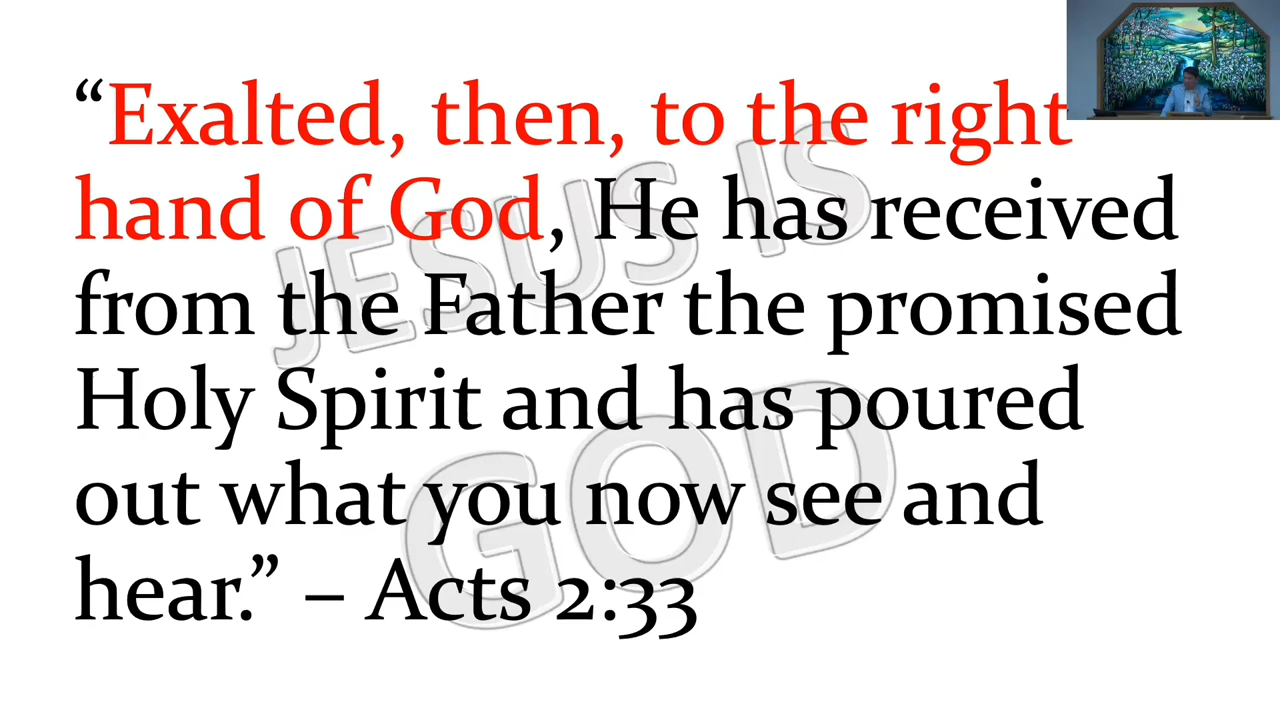 “Exalted, then, to the right
hand of God, He has received
from the Father the promised
Holy Spirit and has poured
out what you now see and
hear.” – Acts 2:33
JESUS IS
GOD